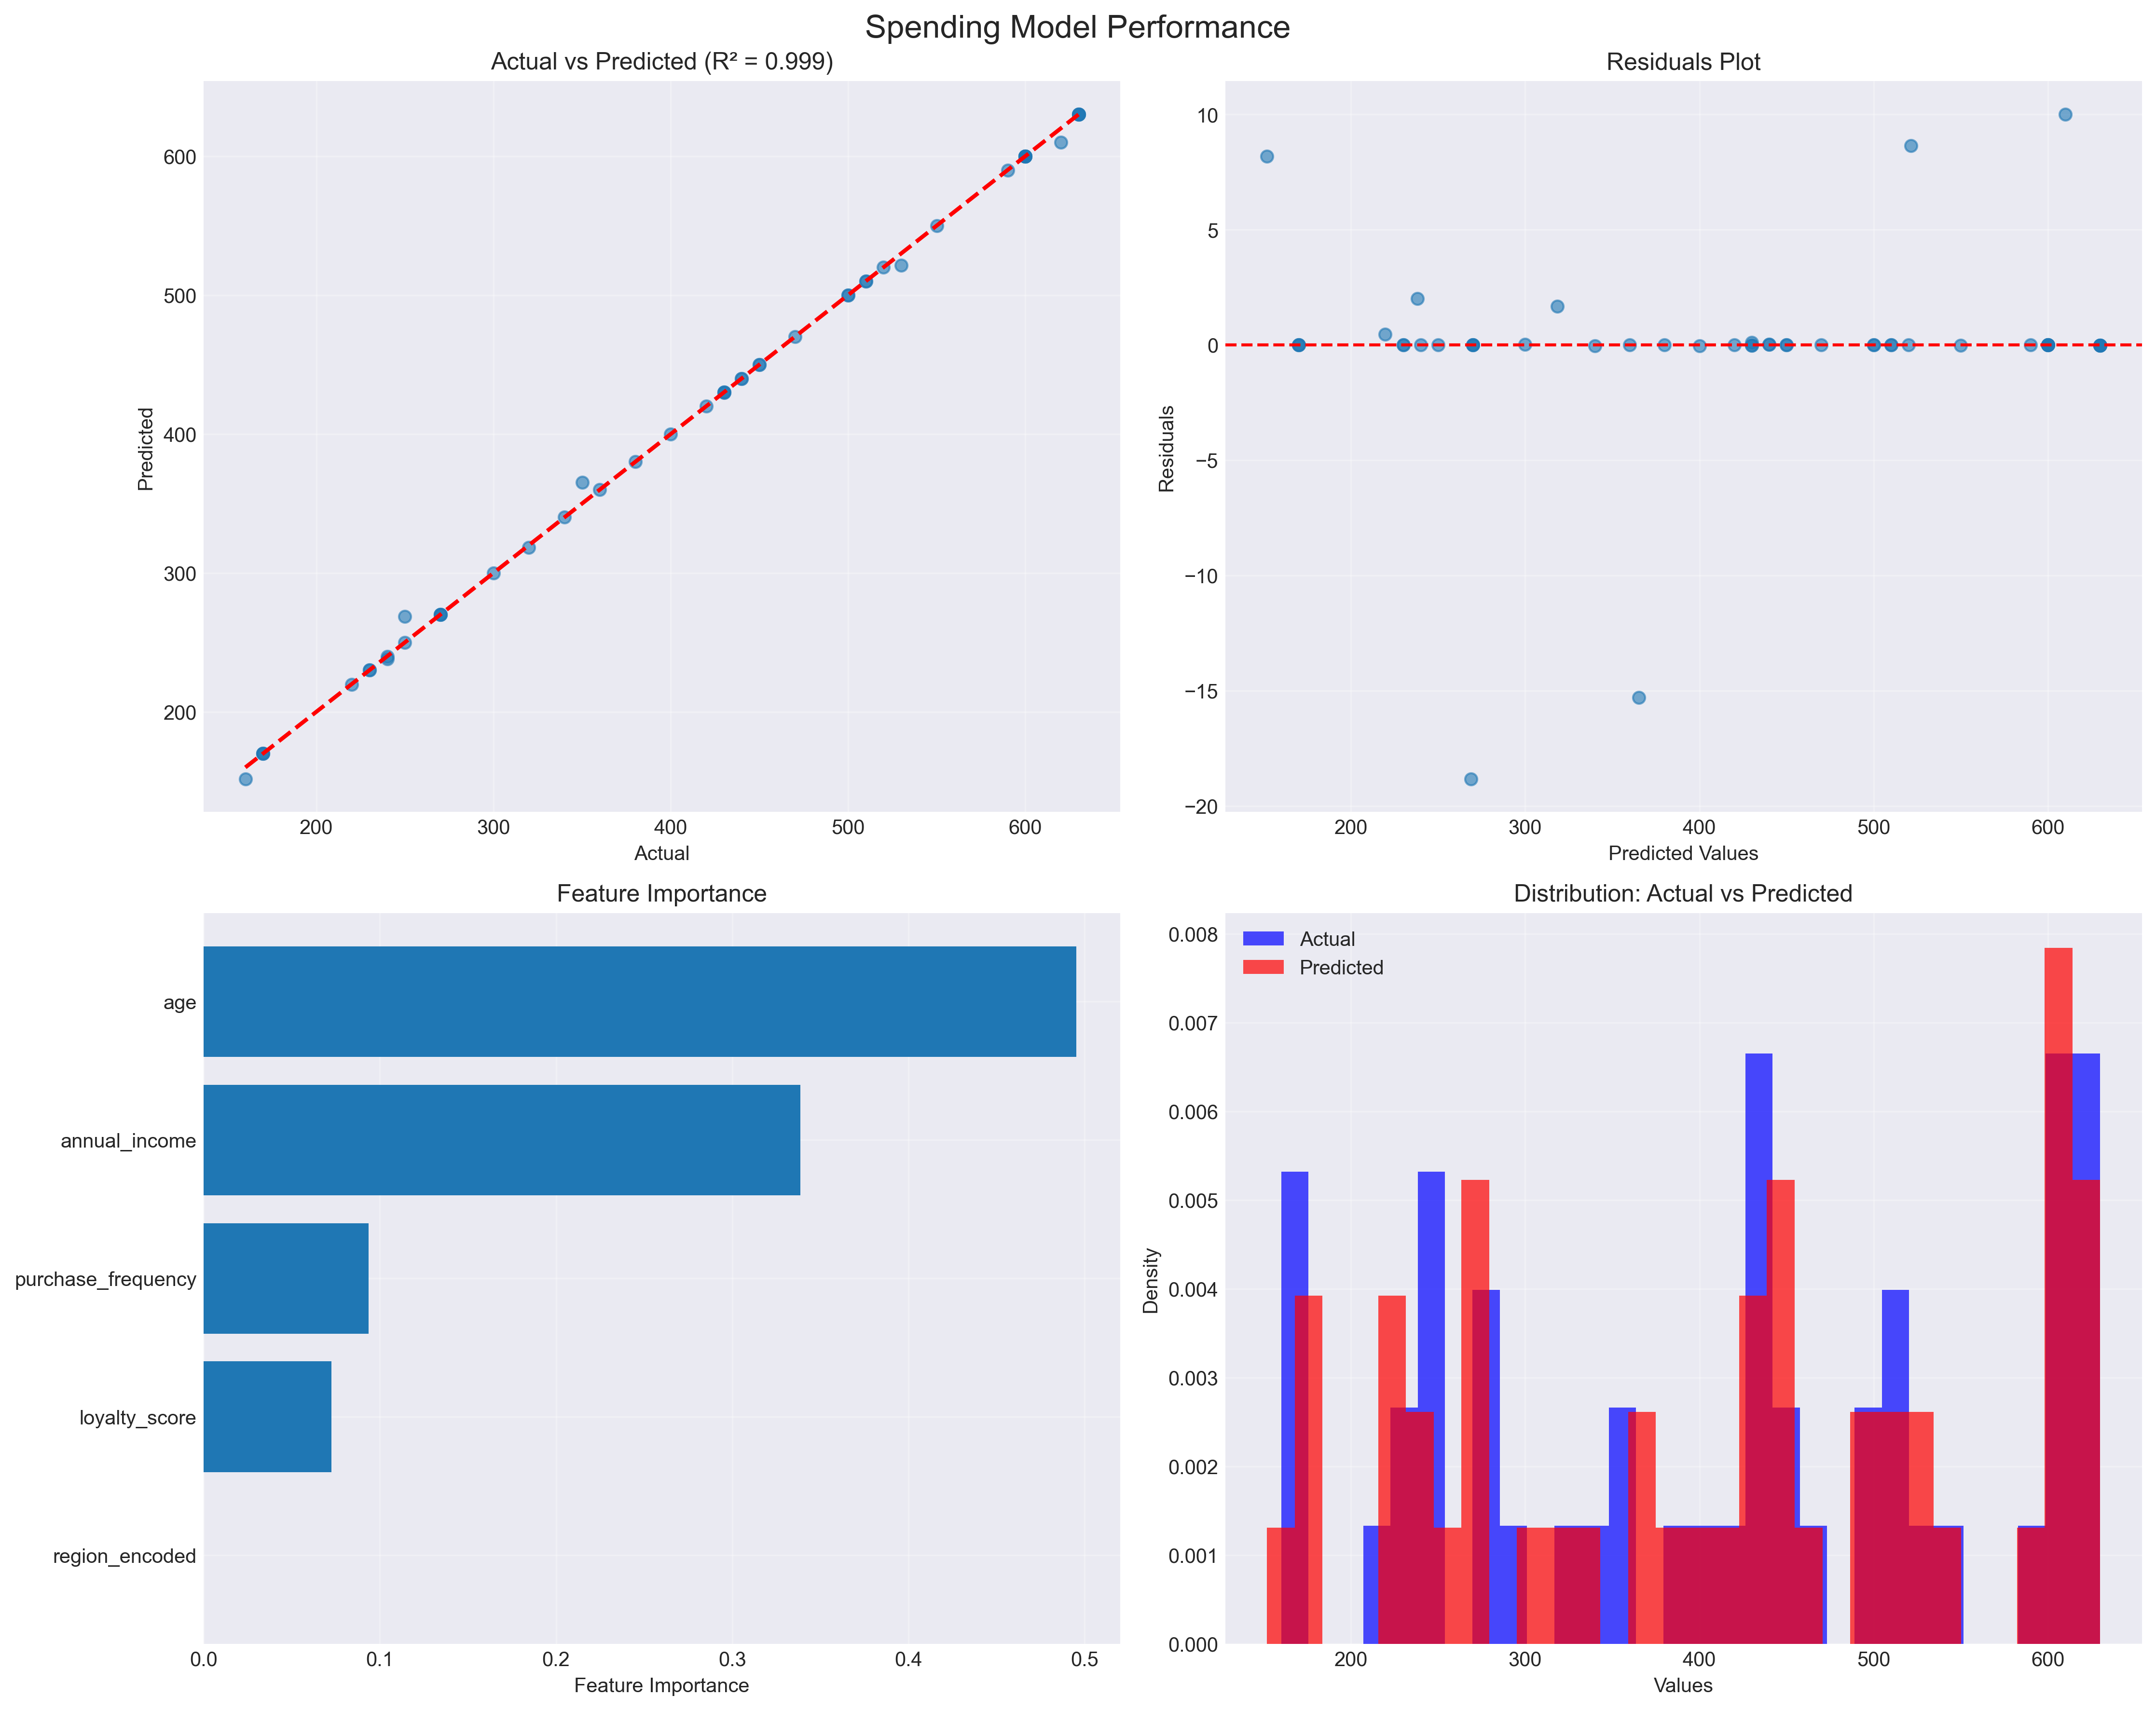 Spending Model Performance
Actual vs Predicted (R² = 0.999)
600
500
400
300
200
Predicted
200 300 400 500 600
Actual
Residuals Plot
10
5
0
−5
−10
−15
−20
Residuals
200 300 400 500 600
Predicted Values
Feature Importance
age
annual_income
purchase_frequency
loyalty_score
region_encoded
0.0 0.1 0.2 0.3 0.4 0.5
Feature Importance
Distribution: Actual vs Predicted
Actual
Predicted
0.008
0.007
0.006
0.005
0.004
0.003
0.002
0.001
0.000
Density
200 300 400 500 600
Values